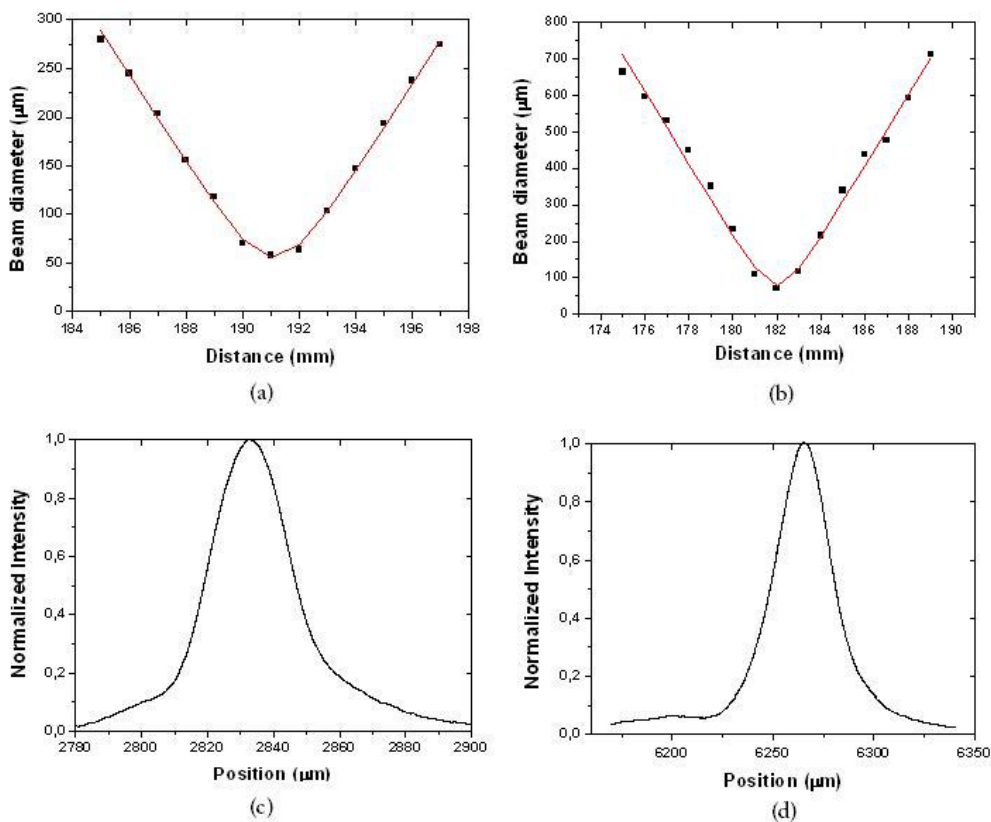 300
250
200
150
100
50
0
Beam diameter (µm)
184 186 188 190 192 194 196 198
Distance (mm)
(a)
800
700
600
500
400
300
200
100
0
Beam diameter (µm)
174 176 178 180 182 184 186 188 190
Distance (mm)
(b)
1,0
0,8
0,6
0,4
0,2
0,0
Normalized Intensity
2780 2800 2820 2840 2860 2880 2900
Position (µm)
(c)
1,0
0,8
0,6
0,4
0,2
0,0
Normalized Intensity
6200 6250 6300 6350
Position (µm)
(d)